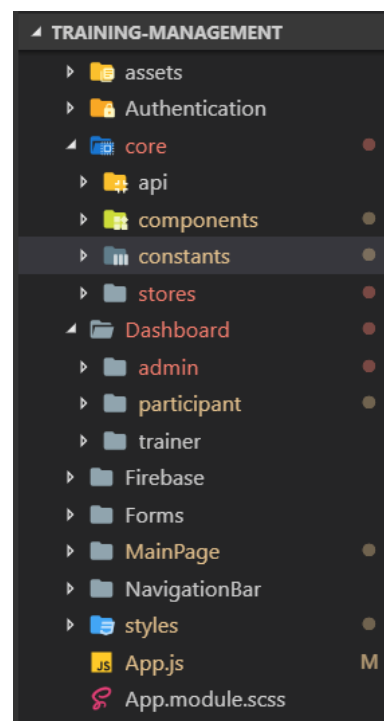 TRAINING-MANAGEMENT
assets
Authentication
core
api
components
constants
stores
Dashboard
admin
participant
trainer
Firebase
Forms
MainPage
NavigationBar
styles
JS App.js M
App.module.scss